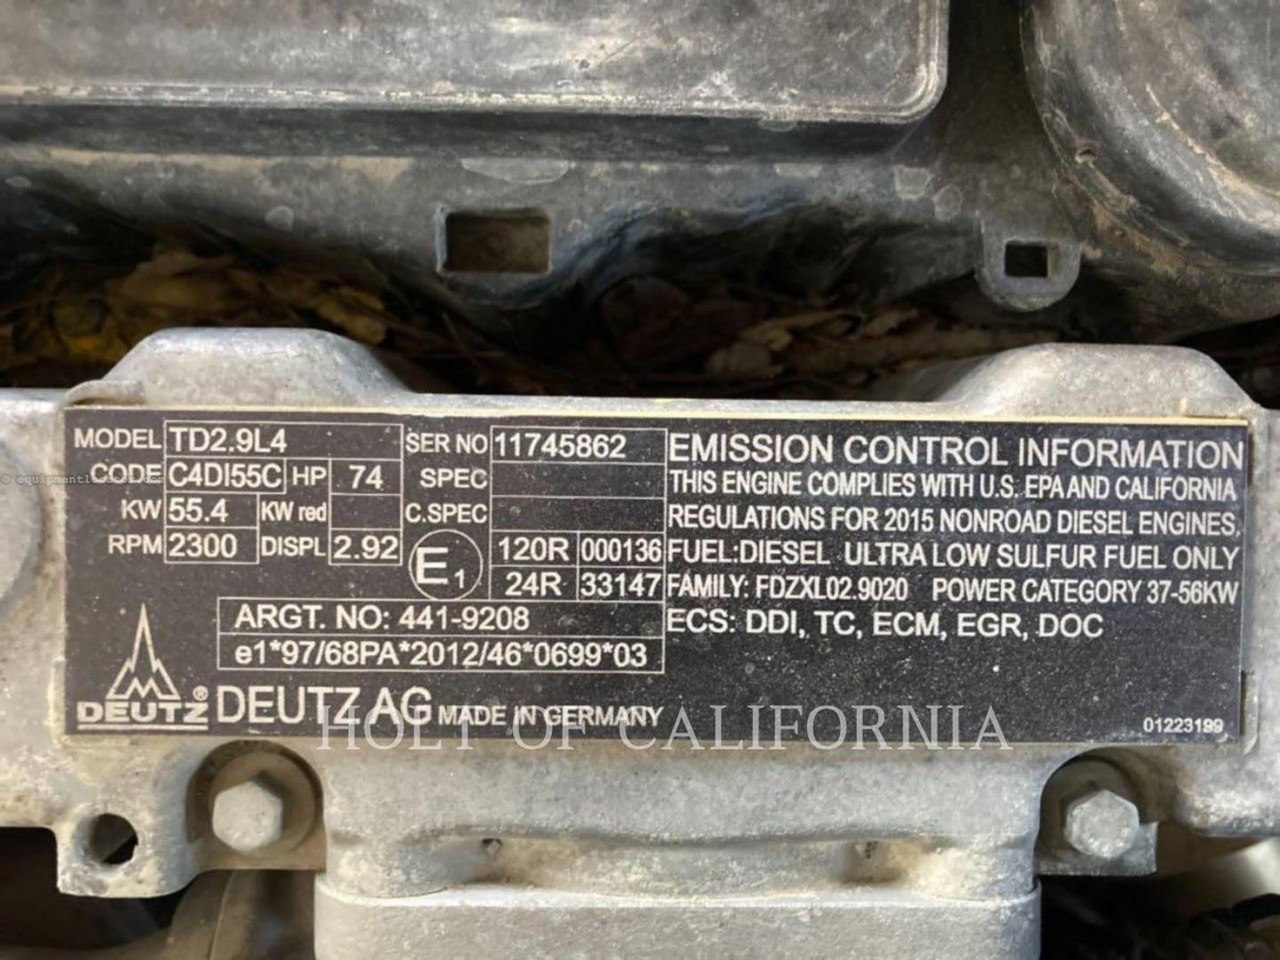 MODEL TD2.9L4
CODE C4DI55C HP 74
KW 55.4 KW red
RPM 2300 DISPL 2.92
SER NO 11745862
SPEC
C.SPEC
E1 120R 000136
24R 33147
ARGT. NO: 441-9208
e1*97/68PA*2012/46*0699*03
DEUTZ® DEUTZ AG MADE IN GERMANY
EMISSION CONTROL INFORMATION
THIS ENGINE COMPLIES WITH U.S. EPA AND CALIFORNIA
REGULATIONS FOR 2015 NONROAD DIESEL ENGINES,
FUEL:DIESEL ULTRA LOW SULFUR FUEL ONLY
FAMILY: FDZXL02.9020 POWER CATEGORY 37-56KW
ECS: DDI, TC, ECM, EGR, DOC
01223199
HOLT OF CALIFORNIA